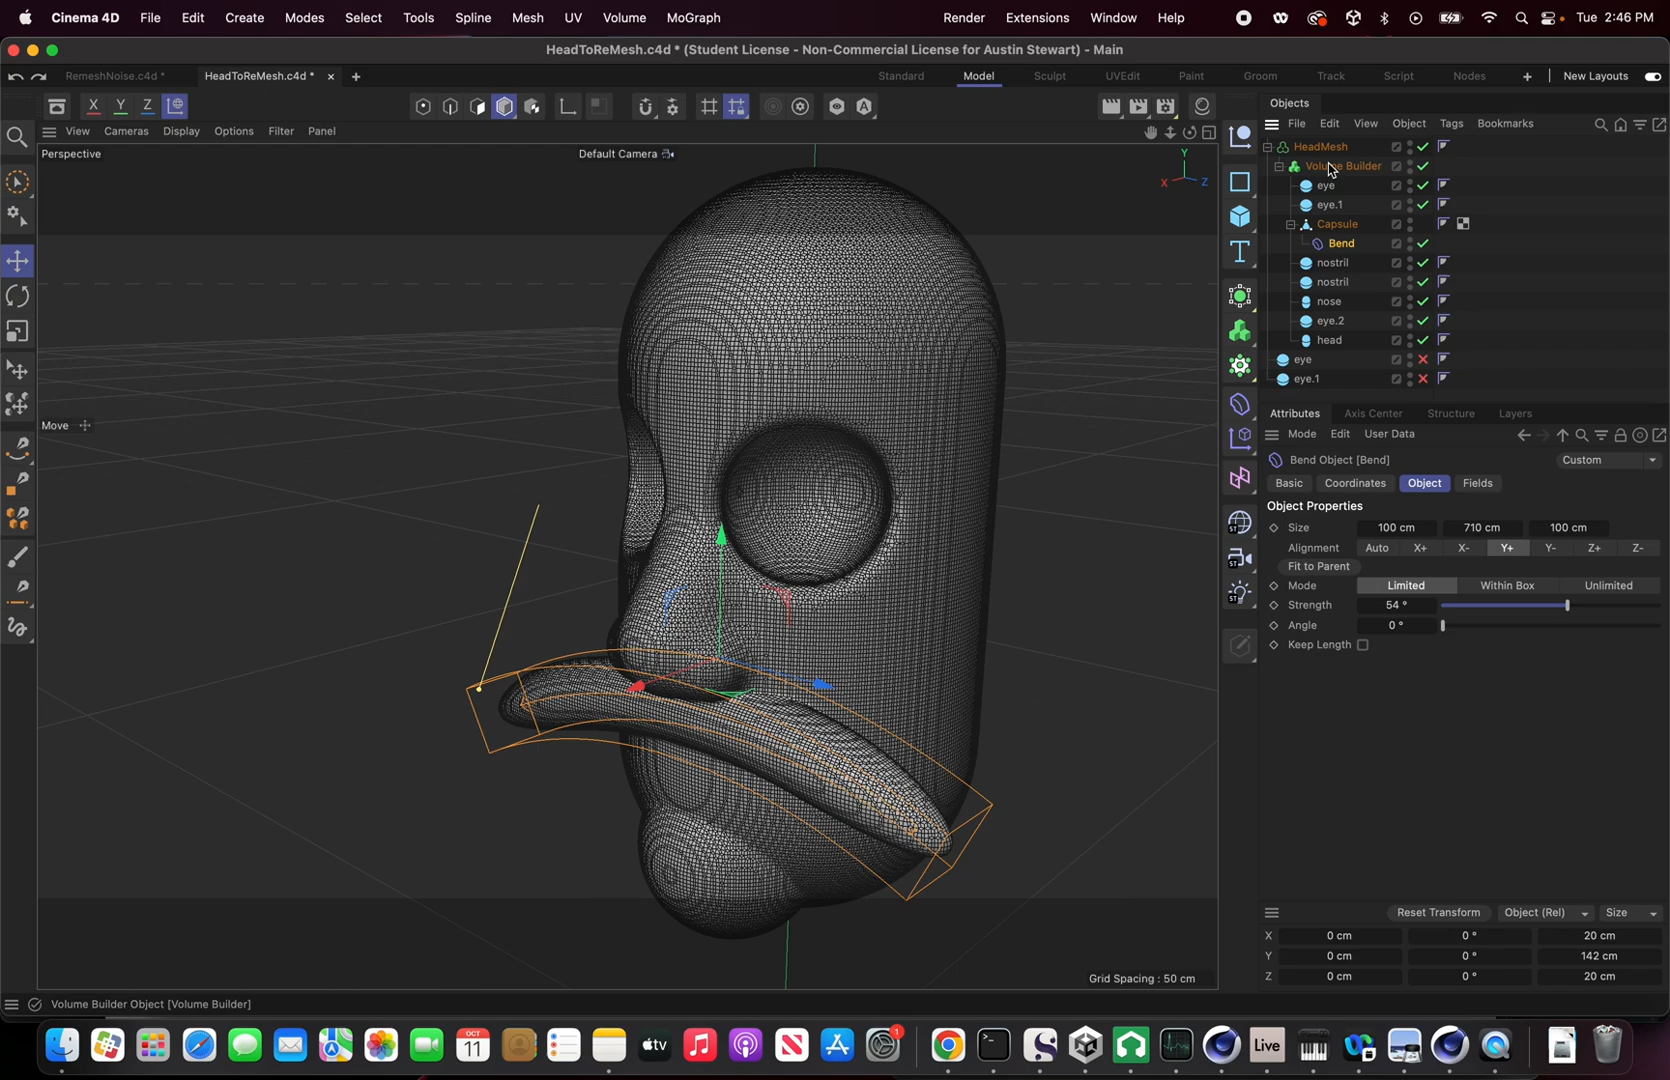 Cinema 4D File Edit Create Modes Select Tools Spline Mesh UV Volume MoGraph Render Extensions Window Help Tue 2:46 PM
HeadToReMesh.c4d * (Student License - Non-Commercial License for Austin Stewart) - Main
RemeshNoise.c4d * HeadToReMesh.c4d * × + Standard Model Sculpt UVEdit Paint Groom Track Script Nodes + New Layouts
X Y Z
Objects
View Cameras Display Options Filter Panel
File Edit View Object Tags Bookmarks
Perspective
Default Camera
Y
X Z
HeadMesh
Volume Builder
eye
eye.1
Capsule
Bend
nostril
nostril
nose
eye.2
head
eye
eye.1
Move
Attributes Axis Center Structure Layers
Mode Edit User Data
Bend Object [Bend] Custom
Basic Coordinates Object Fields
Object Properties
Size 100 cm 710 cm 100 cm
Alignment Auto X+ X- Y+ Y- Z+ Z-
Fit to Parent
Mode Limited Within Box Unlimited
Strength 54 °
Angle 0 °
Keep Length
ST
ST
ST
Reset Transform Object (Rel) Size
X 0 cm 0 ° 20 cm
Y 0 cm 0 ° 142 cm
Z 0 cm 0 ° 20 cm
Grid Spacing : 50 cm
Volume Builder Object [Volume Builder]
OCT
11
tv
Live
1